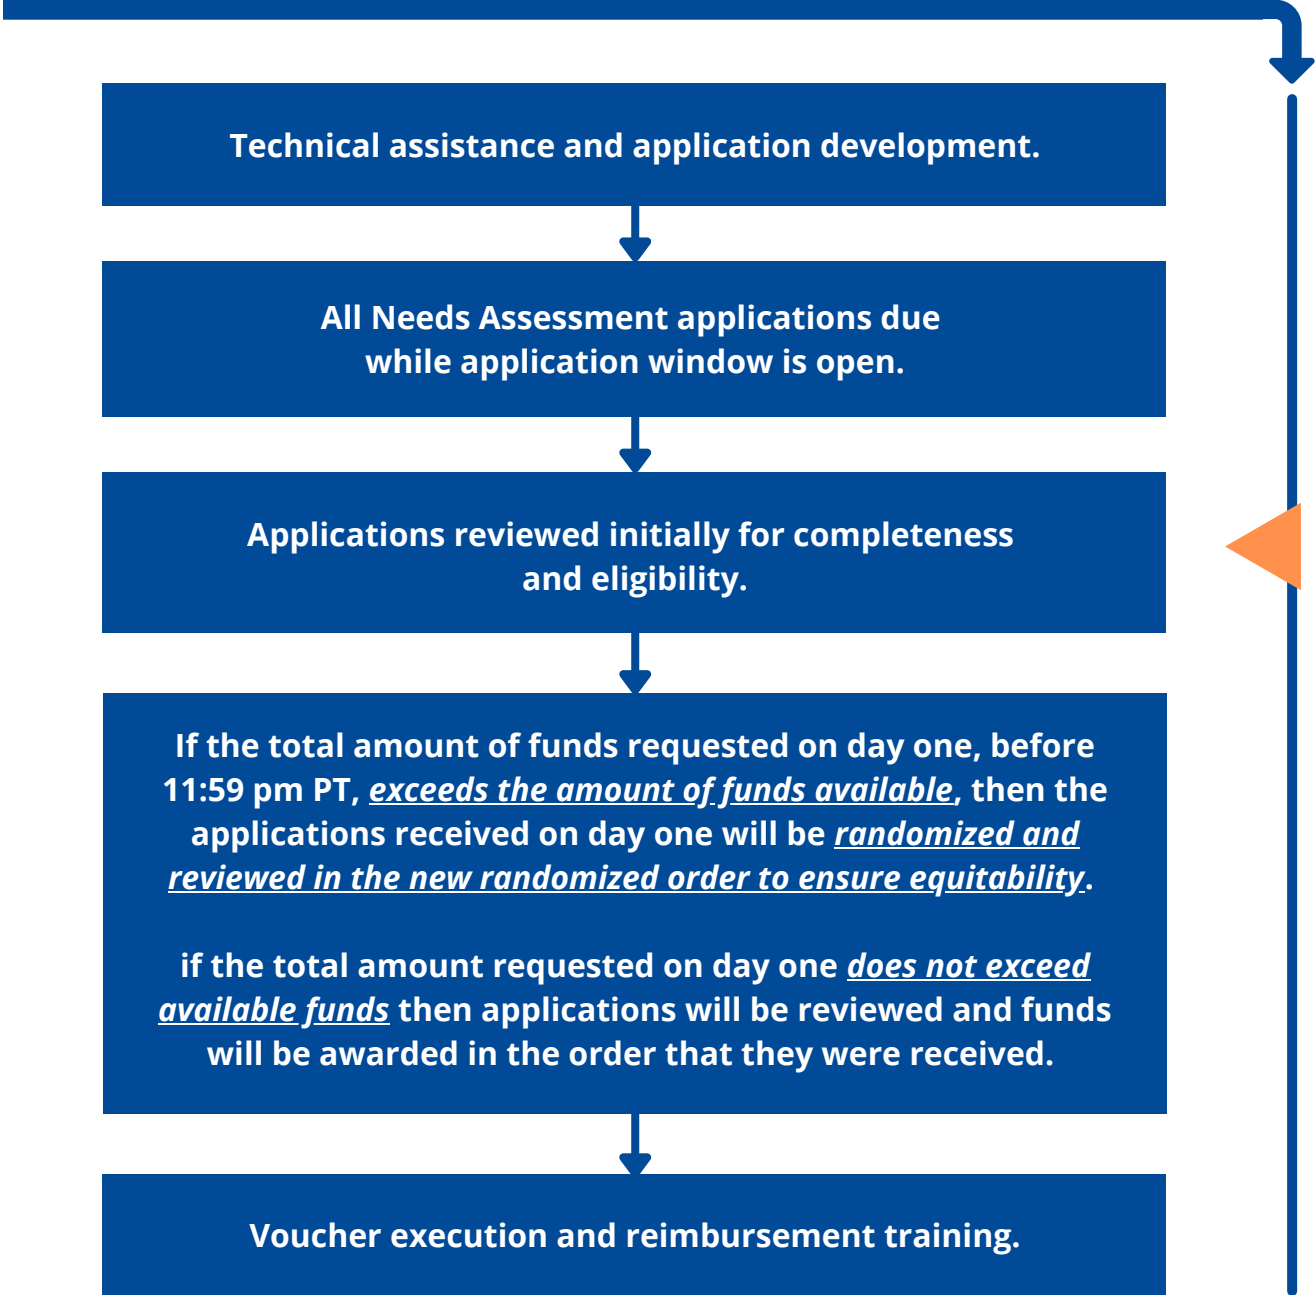 Technical assistance and application development.
All Needs Assessment applications due
while application window is open.
Applications reviewed initially for completeness
and eligibility.
If the total amount of funds requested on day one, before
11:59 pm PT, exceeds the amount of funds available, then the
applications received on day one will be randomized and
reviewed in the new randomized order to ensure equitability.
if the total amount requested on day one does not exceed
available funds then applications will be reviewed and funds
will be awarded in the order that they were received.
Voucher execution and reimbursement training.